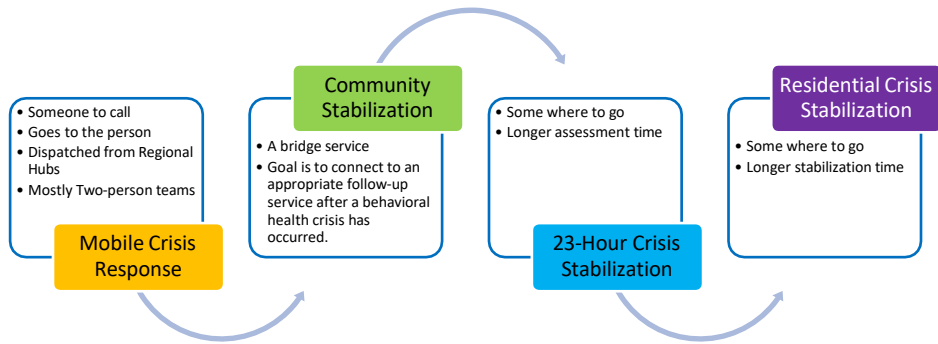 • Someone to call
• Goes to the person
• Dispatched from Regional
Hubs
• Mostly Two-person teams
Mobile Crisis
Response
Community
Stabilization
• A bridge service
• Goal is to connect to an
appropriate follow-up
service after a behavioral
health crisis has
occurred.
• Some where to go
• Longer assessment time
23-Hour Crisis
Stabilization
Residential Crisis
Stabilization
• Some where to go
• Longer stabilization time